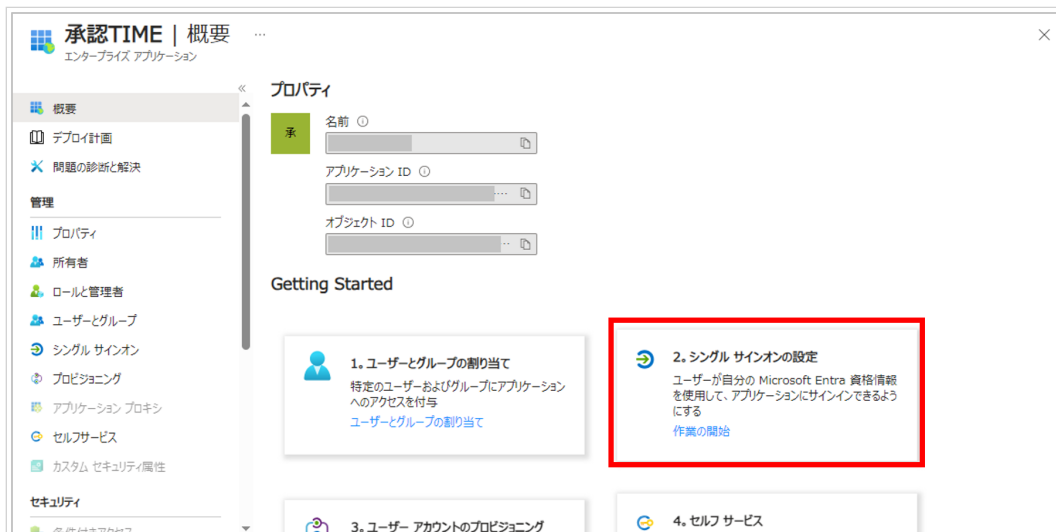 承認TIME | 概要 …
エンタープライズ アプリケーション
概要
デプロイ計画
問題の診断と解決
管理
プロパティ
所有者
ロールと管理者
ユーザーとグループ
シングル サインオン
プロビジョニング
アプリケーション プロキシ
セルフサービス
カスタム セキュリティ属性
セキュリティ
条件付きアクセス
プロパティ
承
名前
アプリケーション ID
オブジェクト ID
Getting Started
1。ユーザーとグループの割り当て
特定のユーザーおよびグループにアプリケーション
へのアクセスを付与
ユーザーとグループの割り当て
2。シングル サインオンの設定
ユーザーが自分の Microsoft Entra 資格情報
を使用して、アプリケーションにサインインできるよう
にする
作業の開始
3。ユーザー アカウントのプロビジョニング
4。セルフ サービス